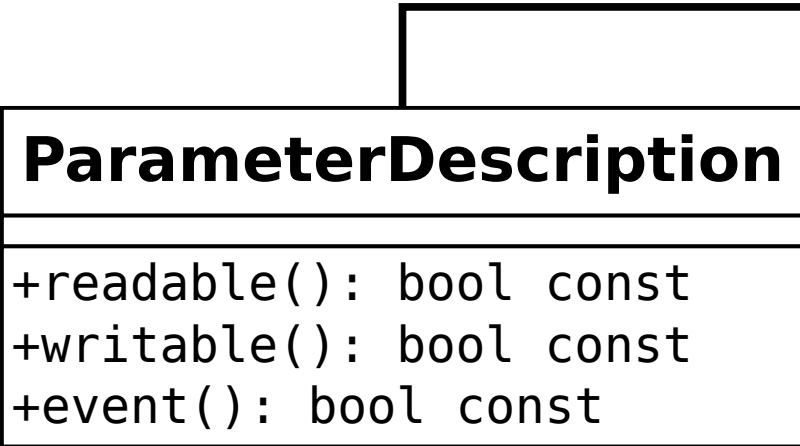 ParameterDescription
+readable(): bool const
+writable(): bool const
+event(): bool const